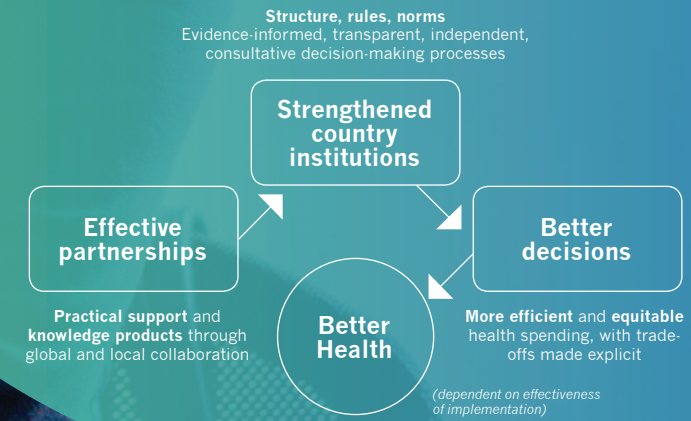 Structure, rules, norms
Evidence-informed, transparent, independent,
consultative decision-making processes
Strengthened
country
institutions
Effective
partnerships
Better
decisions
Practical support and
knowledge products through
global and local collaboration
Better
Health
More efficient and equitable
health spending, with trade-
offs made explicit
(dependent on effectiveness
of implementation)